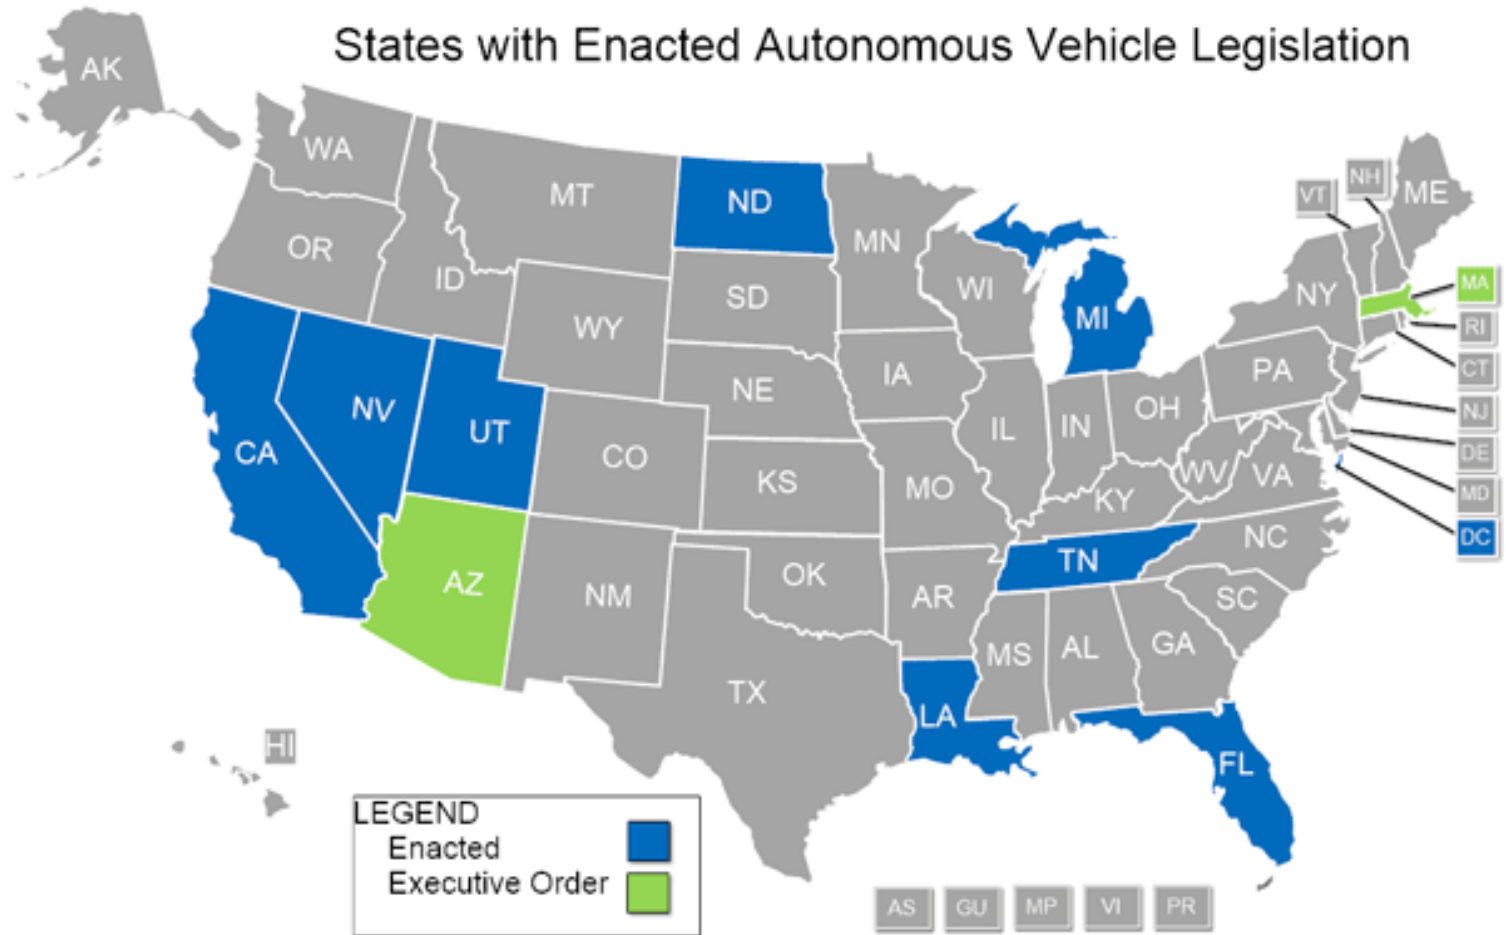 States with Enacted Autonomous Vehicle Legislation
AK
WA
MT
ND
MN
VT
NH
ME
OR
ID
SD
WI
MI
NY
MA
WY
RI
IA
NE
PA
CT
NV
UT
CA
CO
KS
MO
IL
IN
OH
NJ
WV
VA
DE
KY
MD
AZ
NM
OK
AR
TN
NC
DC
SC
TX
LA
MS
AL
GA
FL
HI
LEGEND
Enacted
Executive Order
AS GU MP VI PR